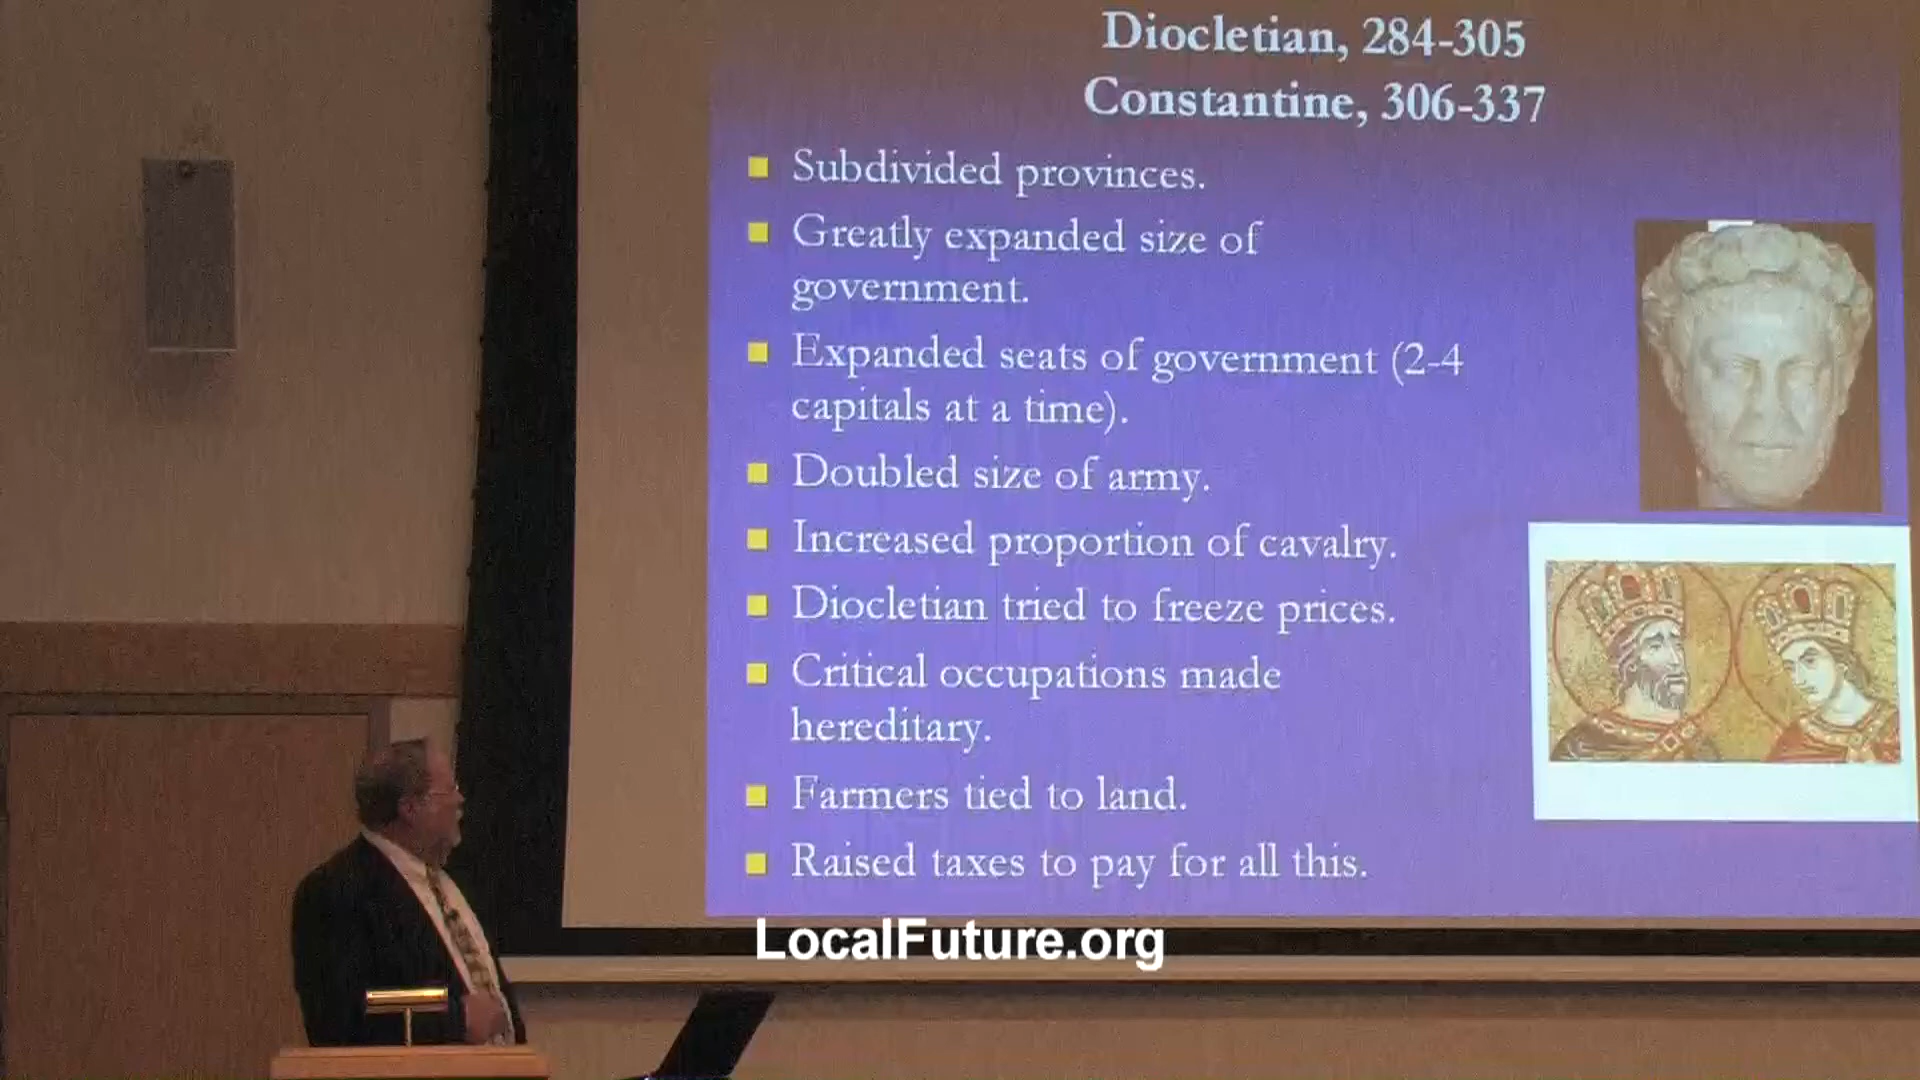 Diocletian, 284-305
Constantine, 306-337
Subdivided provinces.
Greatly expanded size of
government.
Expanded seats of government (2-4
capitals at a time).
Doubled size of army.
Increased proportion of cavalry.
Diocletian tried to freeze prices.
Critical occupations made
hereditary.
Farmers tied to land.
Raised taxes to pay for all this.
LocalFuture.org